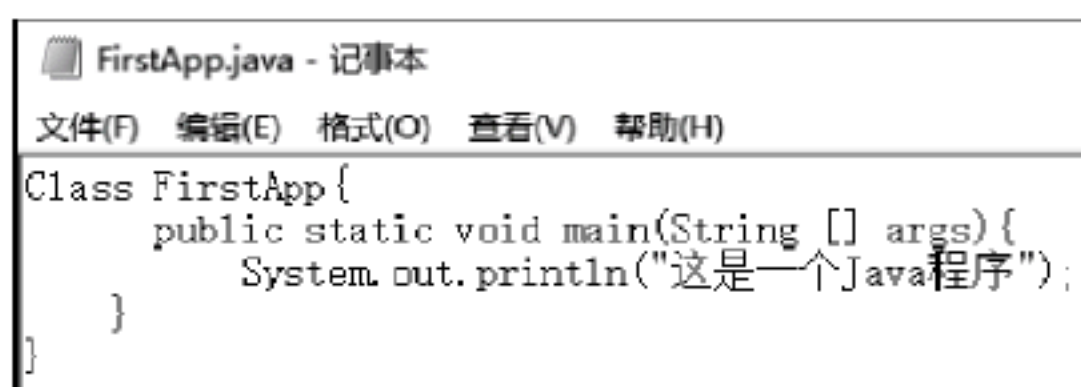 FirstApp.java - 记事本
文件(F) 编辑(E) 格式(O) 查看(V) 帮助(H)
Class FirstApp{
public static void main(String [] args){
System.out.println("这是一个Java程序");
}
}